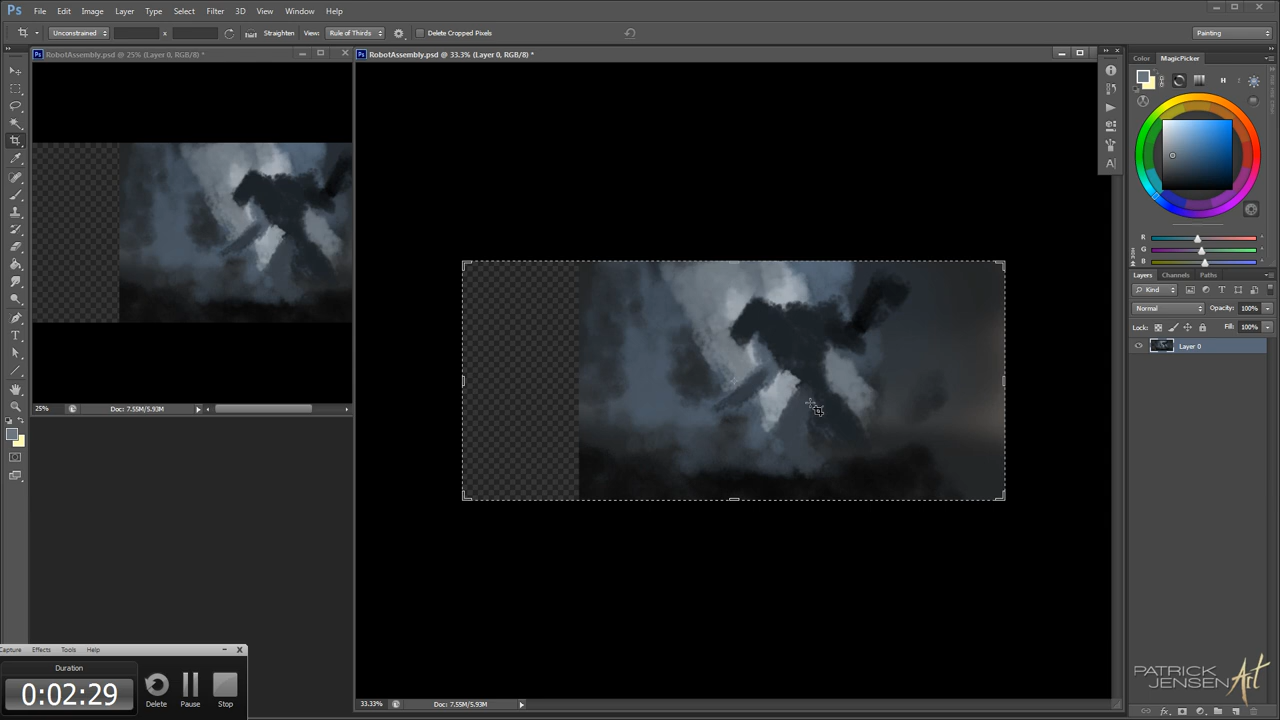 Ps File Edit Image Layer Type Select Filter 3D View Window Help
Unconstrained x Straighten View: Rule of Thirds Delete Cropped Pixels Painting
RobotAssembly.psd @ 25% (Layer 0, RGB/8) *
RobotAssembly.psd @ 33.3% (Layer 0, RGB/8) *
Color MagicPicker
H
R
G
B
Layers Channels Paths
Kind
Normal Opacity: 100%
Lock: Fill: 100%
Layer 0
25% Doc: 7.55M/5.93M
Capture Effects Tools Help
Duration
0:02:29
Delete Pause Stop
33.33% Doc: 7.55M/5.93M
PATRICK
JENSEN Art